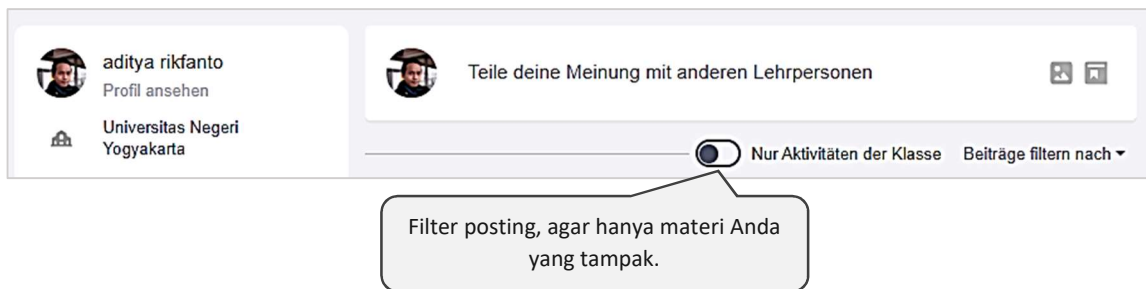 aditya rikfanto
Profil ansehen
Universitas Negeri
Yogyakarta
Teile deine Meinung mit anderen Lehrpersonen
Nur Aktivitäten der Klasse Beiträge filtern nach
Filter posting, agar hanya materi Anda
yang tampak.